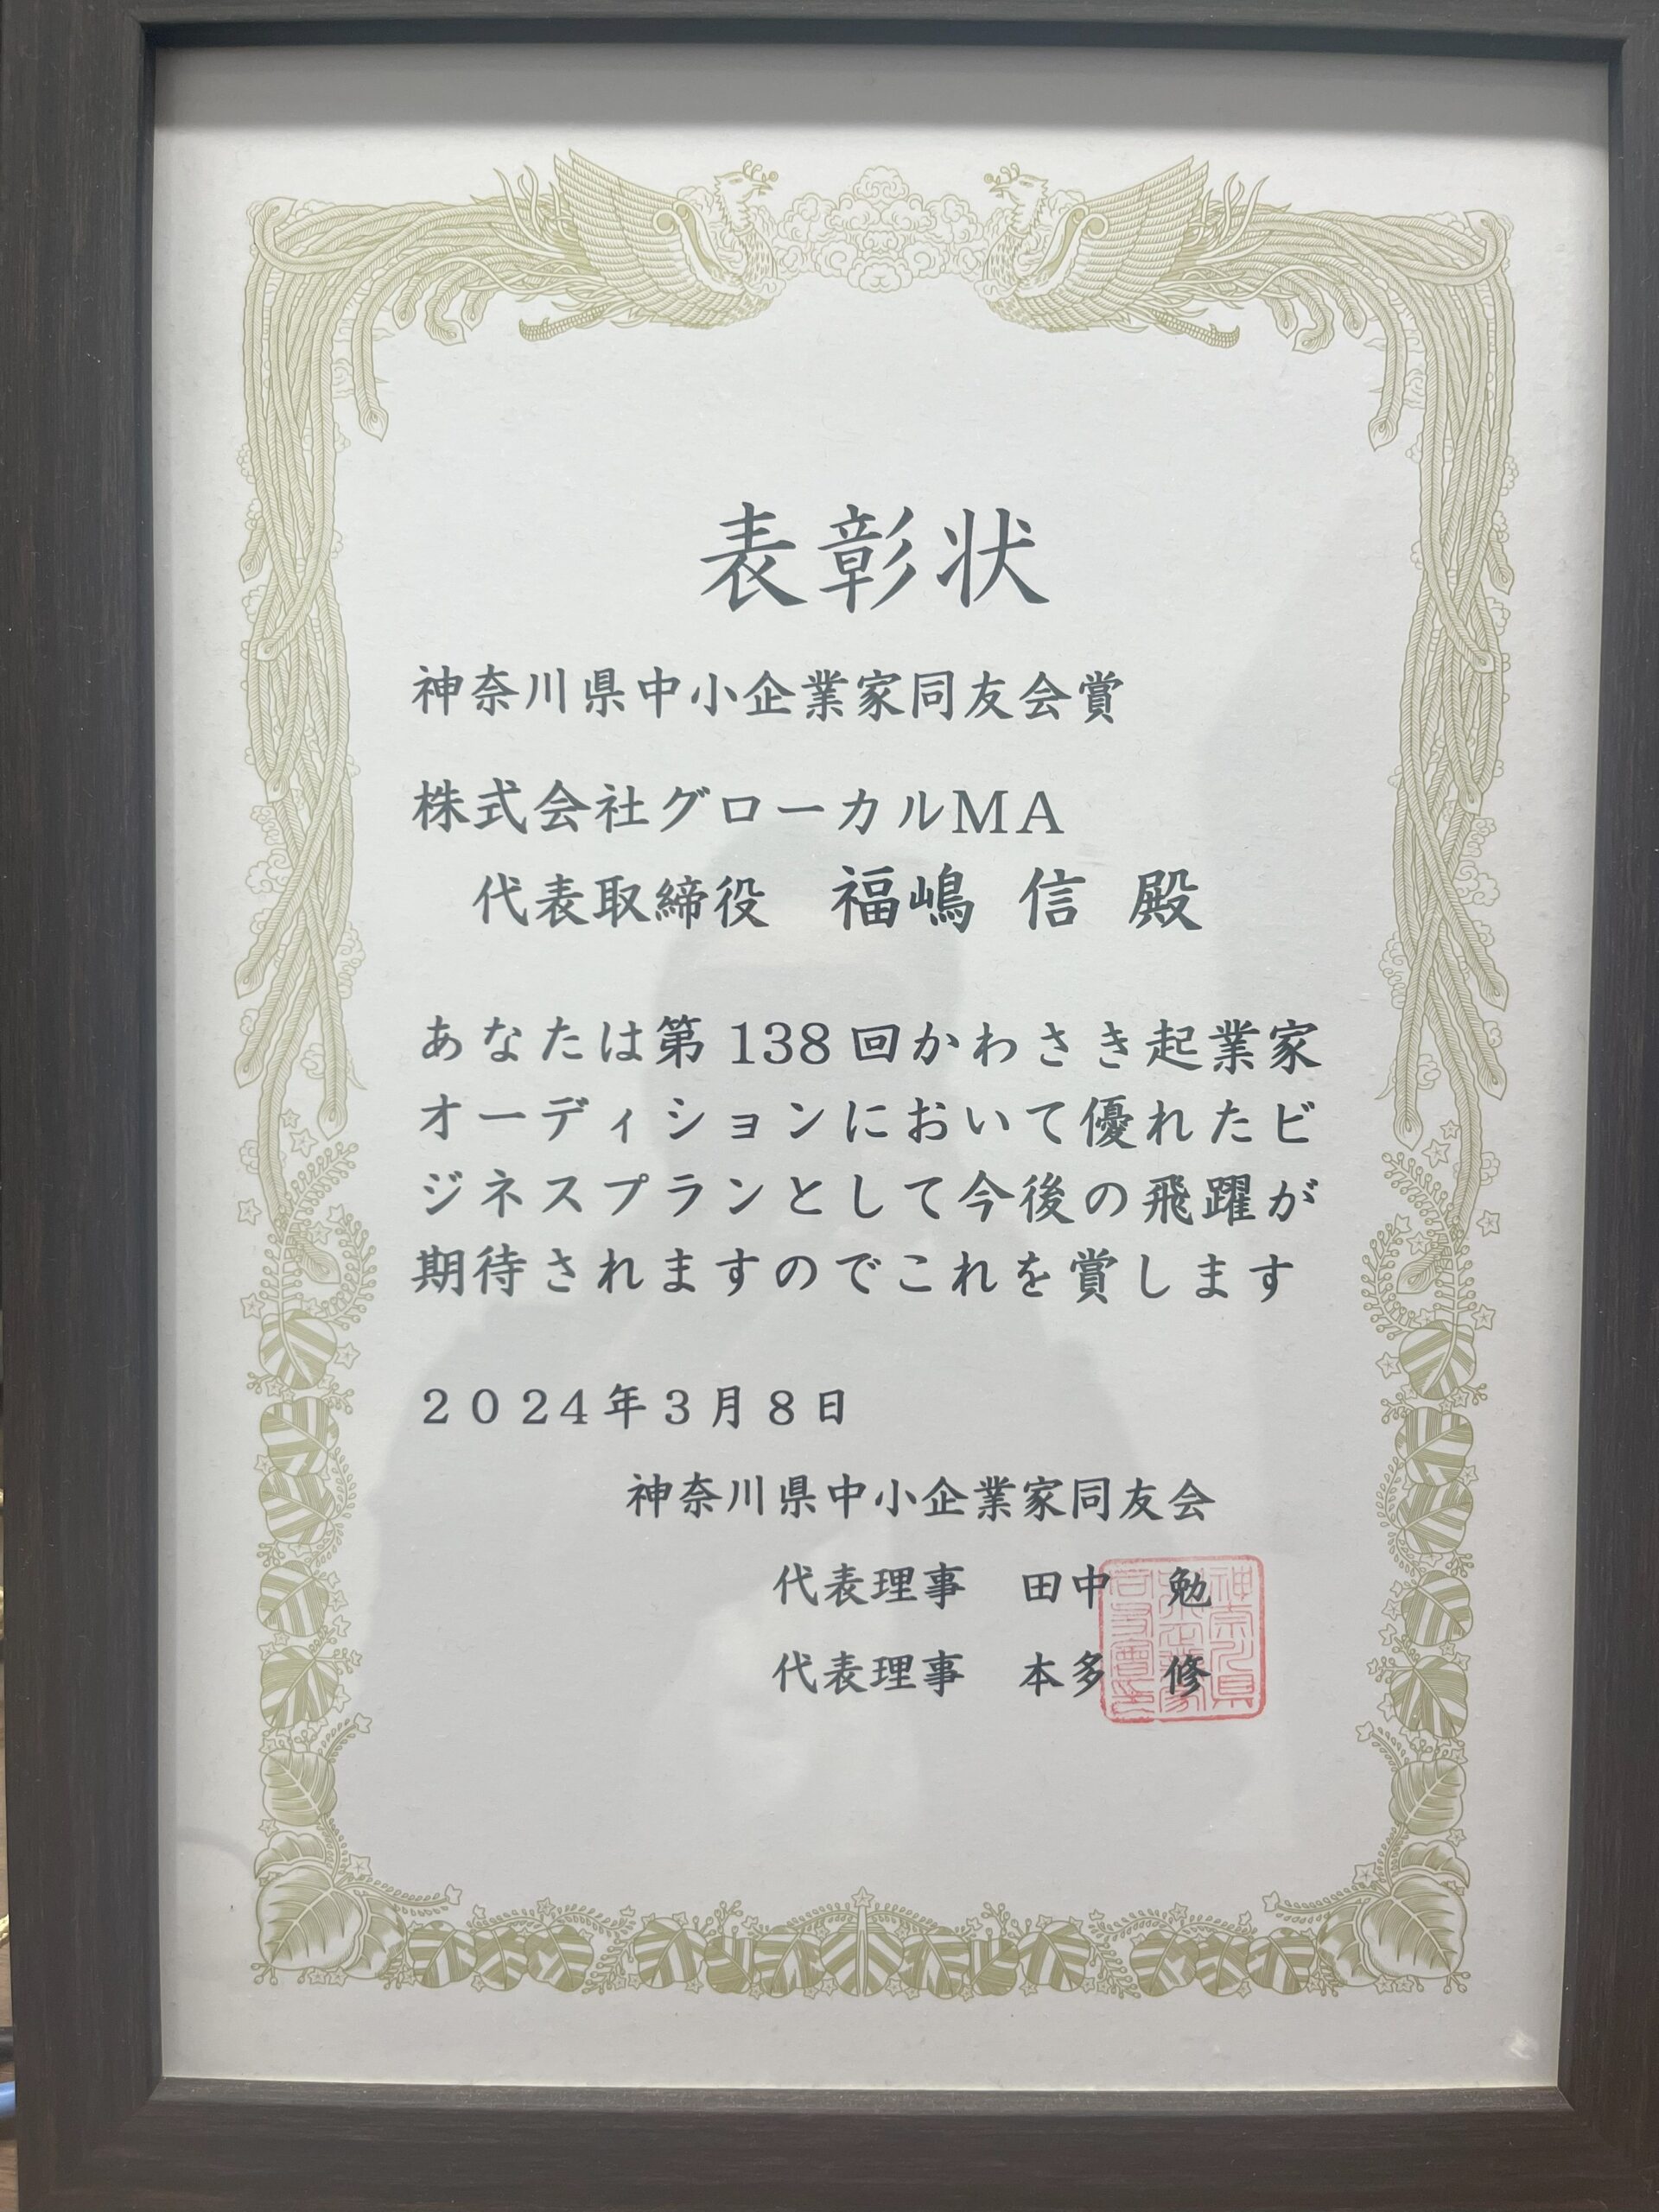 表彰状
神奈川県中小企業家同友会賞
株式会社グローカルMA
代表取締役 福嶋 信 殿
あなたは第138回かわさき起業家
オーディションにおいて優れたビ
ジネスプランとして今後の飛躍が
期待されますのでこれを賞します
2024年3月8日
神奈川県中小企業家同友会
代表理事 田中 勉
代表理事 本多 修